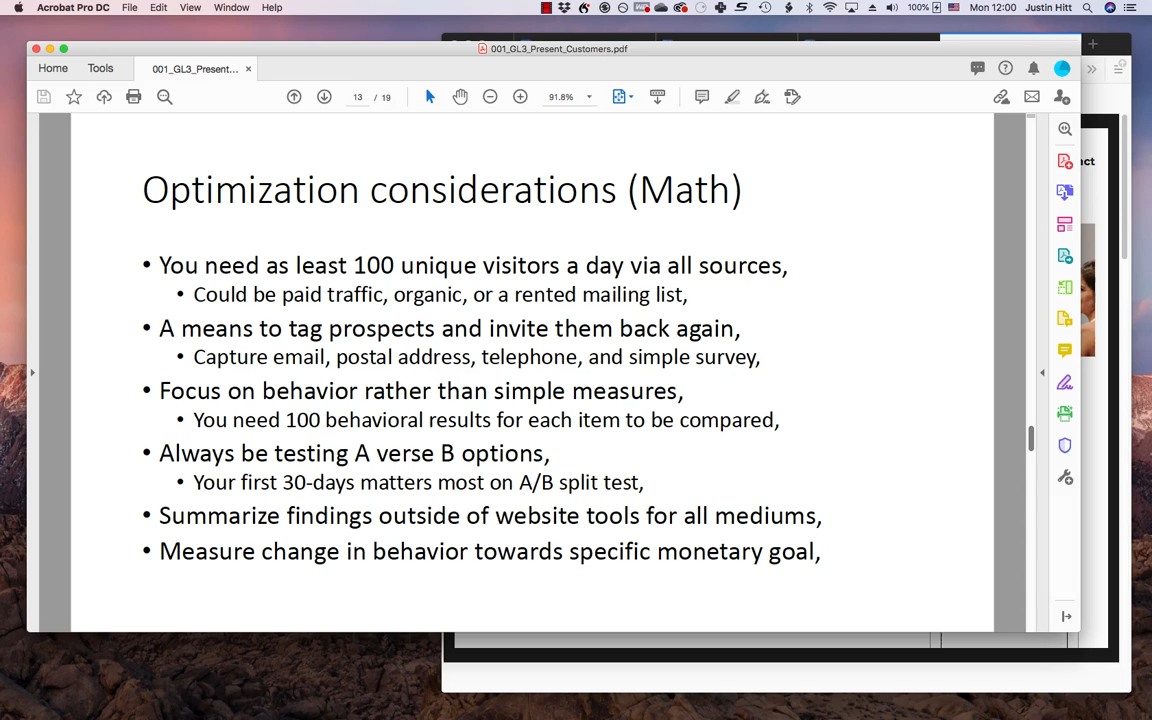 Acrobat Pro DC File Edit View Window Help 100% Mon 12:00 Justin Hitt
001_GL3_Present_Customers.pdf
Home Tools 001_GL3_Present... ×
13 / 19 91.8%
act
Optimization considerations (Math)
• You need as least 100 unique visitors a day via all sources,
• Could be paid traffic, organic, or a rented mailing list,
• A means to tag prospects and invite them back again,
• Capture email, postal address, telephone, and simple survey,
• Focus on behavior rather than simple measures,
• You need 100 behavioral results for each item to be compared,
• Always be testing A verse B options,
• Your first 30-days matters most on A/B split test,
• Summarize findings outside of website tools for all mediums,
• Measure change in behavior towards specific monetary goal,